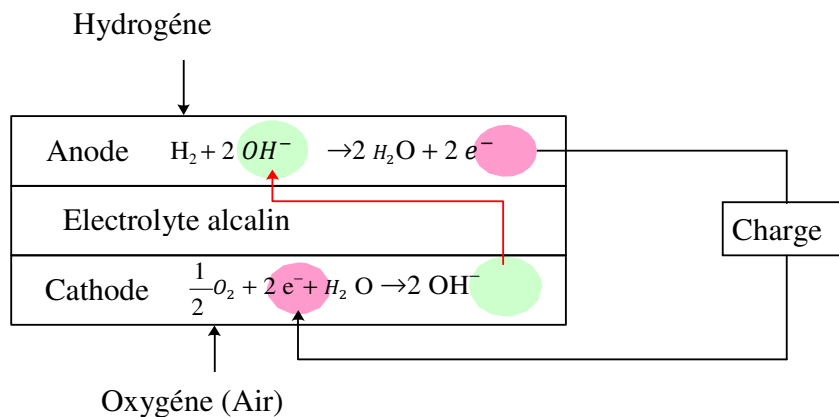 Hydrogéne
Anode H₂ + 2 OH⁻ →2 H₂O + 2 e⁻
Electrolyte alcalin
Charge
Cathode 1/2 O₂ + 2 e⁻+ H₂ O →2 OH⁻
Oxygéne (Air)